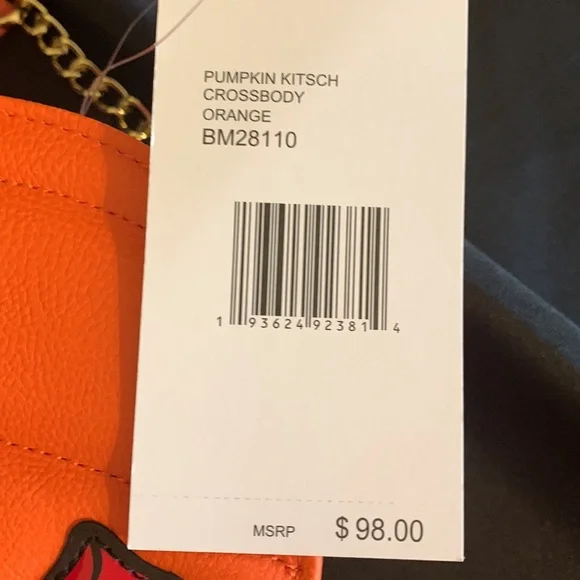 PUMPKIN KITSCH
CROSSBODY
ORANGE
BM28110
1 93624 92381 4
MSRP $98.00